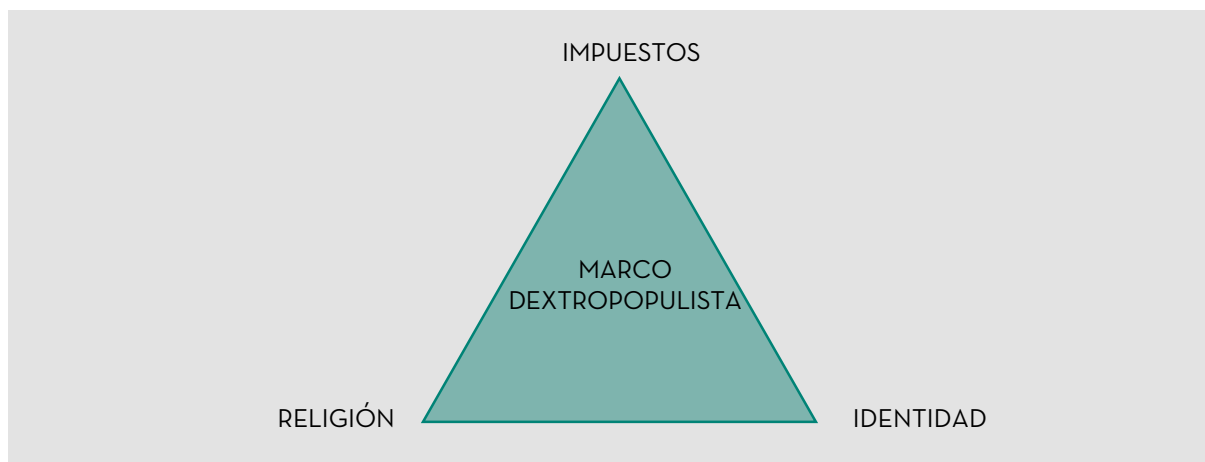 IMPUESTOS
MARCO
DEXTROPOPULISTA
RELIGIÓN
IDENTIDAD